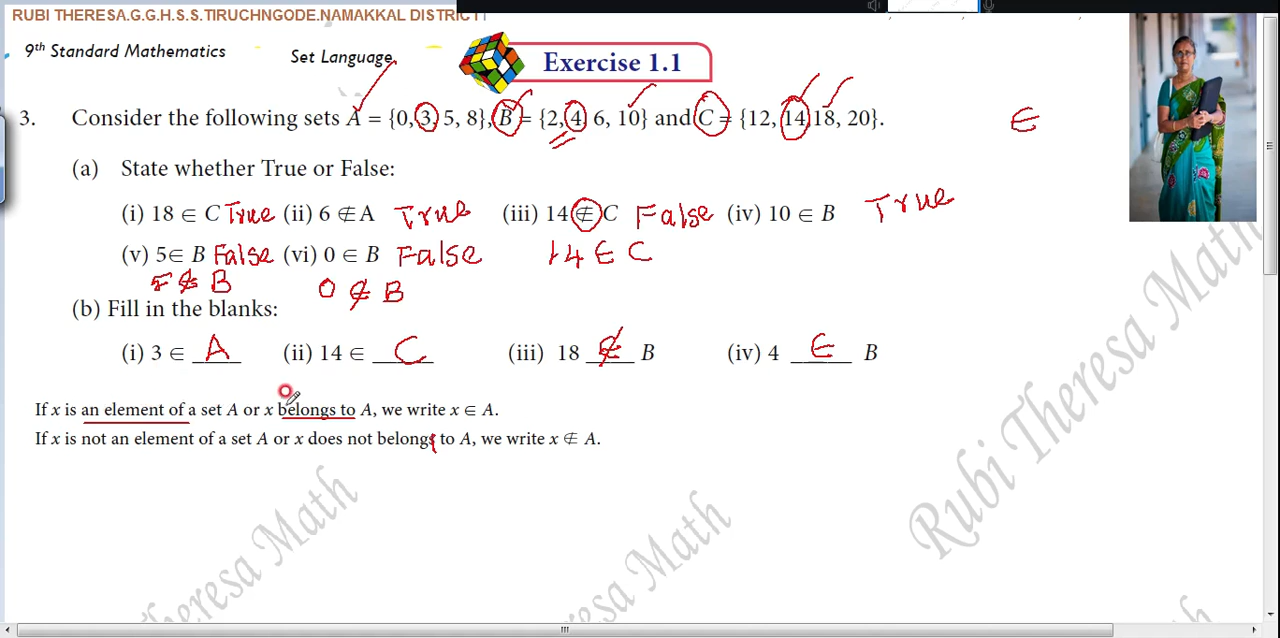 RUBI THERESA.G.G.H.S.S.TIRUCHNGODE.NAMAKKAL DISTRICT
9th Standard Mathematics
Set Language
Exercise 1.1
3. Consider the following sets A = {0, 3, 5, 8}, B = {2, 4, 6, 10} and C = {12, 14, 18, 20}. ∈
(a) State whether True or False:
(i) 18 ∈ C True (ii) 6 ∉ A True (iii) 14 ∉ C False (iv) 10 ∈ B True
(v) 5∈ B False (vi) 0 ∈ B False 14 ∈ C
5 ∉ B 0 ∉ B
(b) Fill in the blanks:
(i) 3 ∈ A (ii) 14 ∈ C (iii) 18 ∉ B (iv) 4 ∈ B
If x is an element of a set A or x belongs to A, we write x ∈ A.
If x is not an element of a set A or x does not belongs to A, we write x ∉ A.
Rubi Theresa Math
Theresa Math
Theresa Math